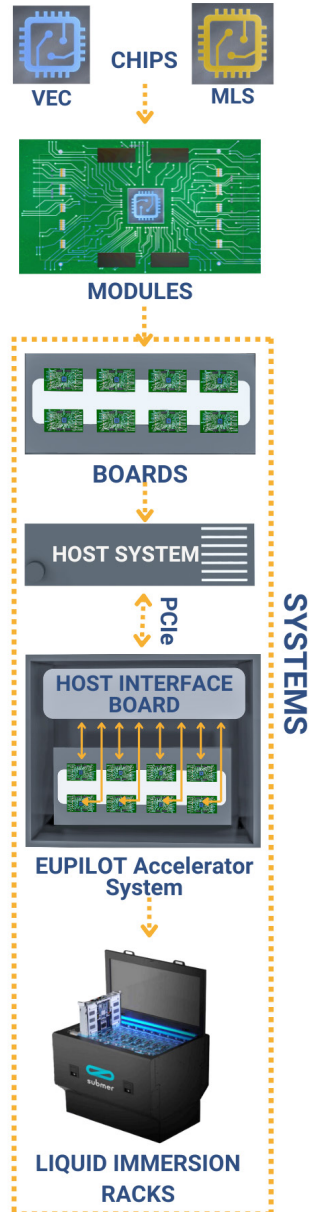 CHIPS
VEC
MLS
MODULES
BOARDS
HOST SYSTEM
PCIe
SYSTEMS
HOST INTERFACE
BOARD
EUPILOT Accelerator
System
submer
LIQUID IMMERSION
RACKS